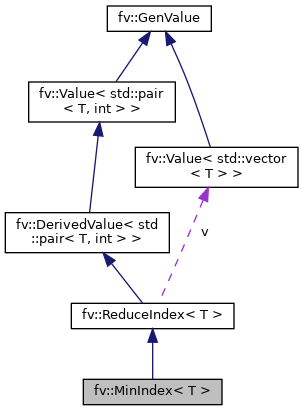 fv::GenValue
fv::Value< std::pair
< T, int > >
fv::Value< std::vector
< T > >
fv::DerivedValue< std
::pair< T, int > >
v
fv::ReduceIndex< T >
fv::MinIndex< T >